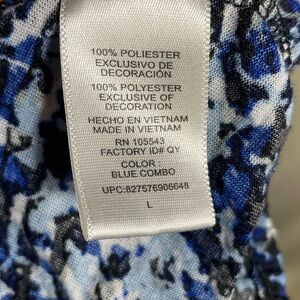 100% POLIESTER
EXCLUSIVO DE
DECORACIÓN
100% POLYESTER
EXCLUSIVE OF
DECORATION
HECHO EN VIETNAM
MADE IN VIETNAM
RN 105543
FACTORY ID# QY
COLOR :
BLUE COMBO
UPC:827576906648
L